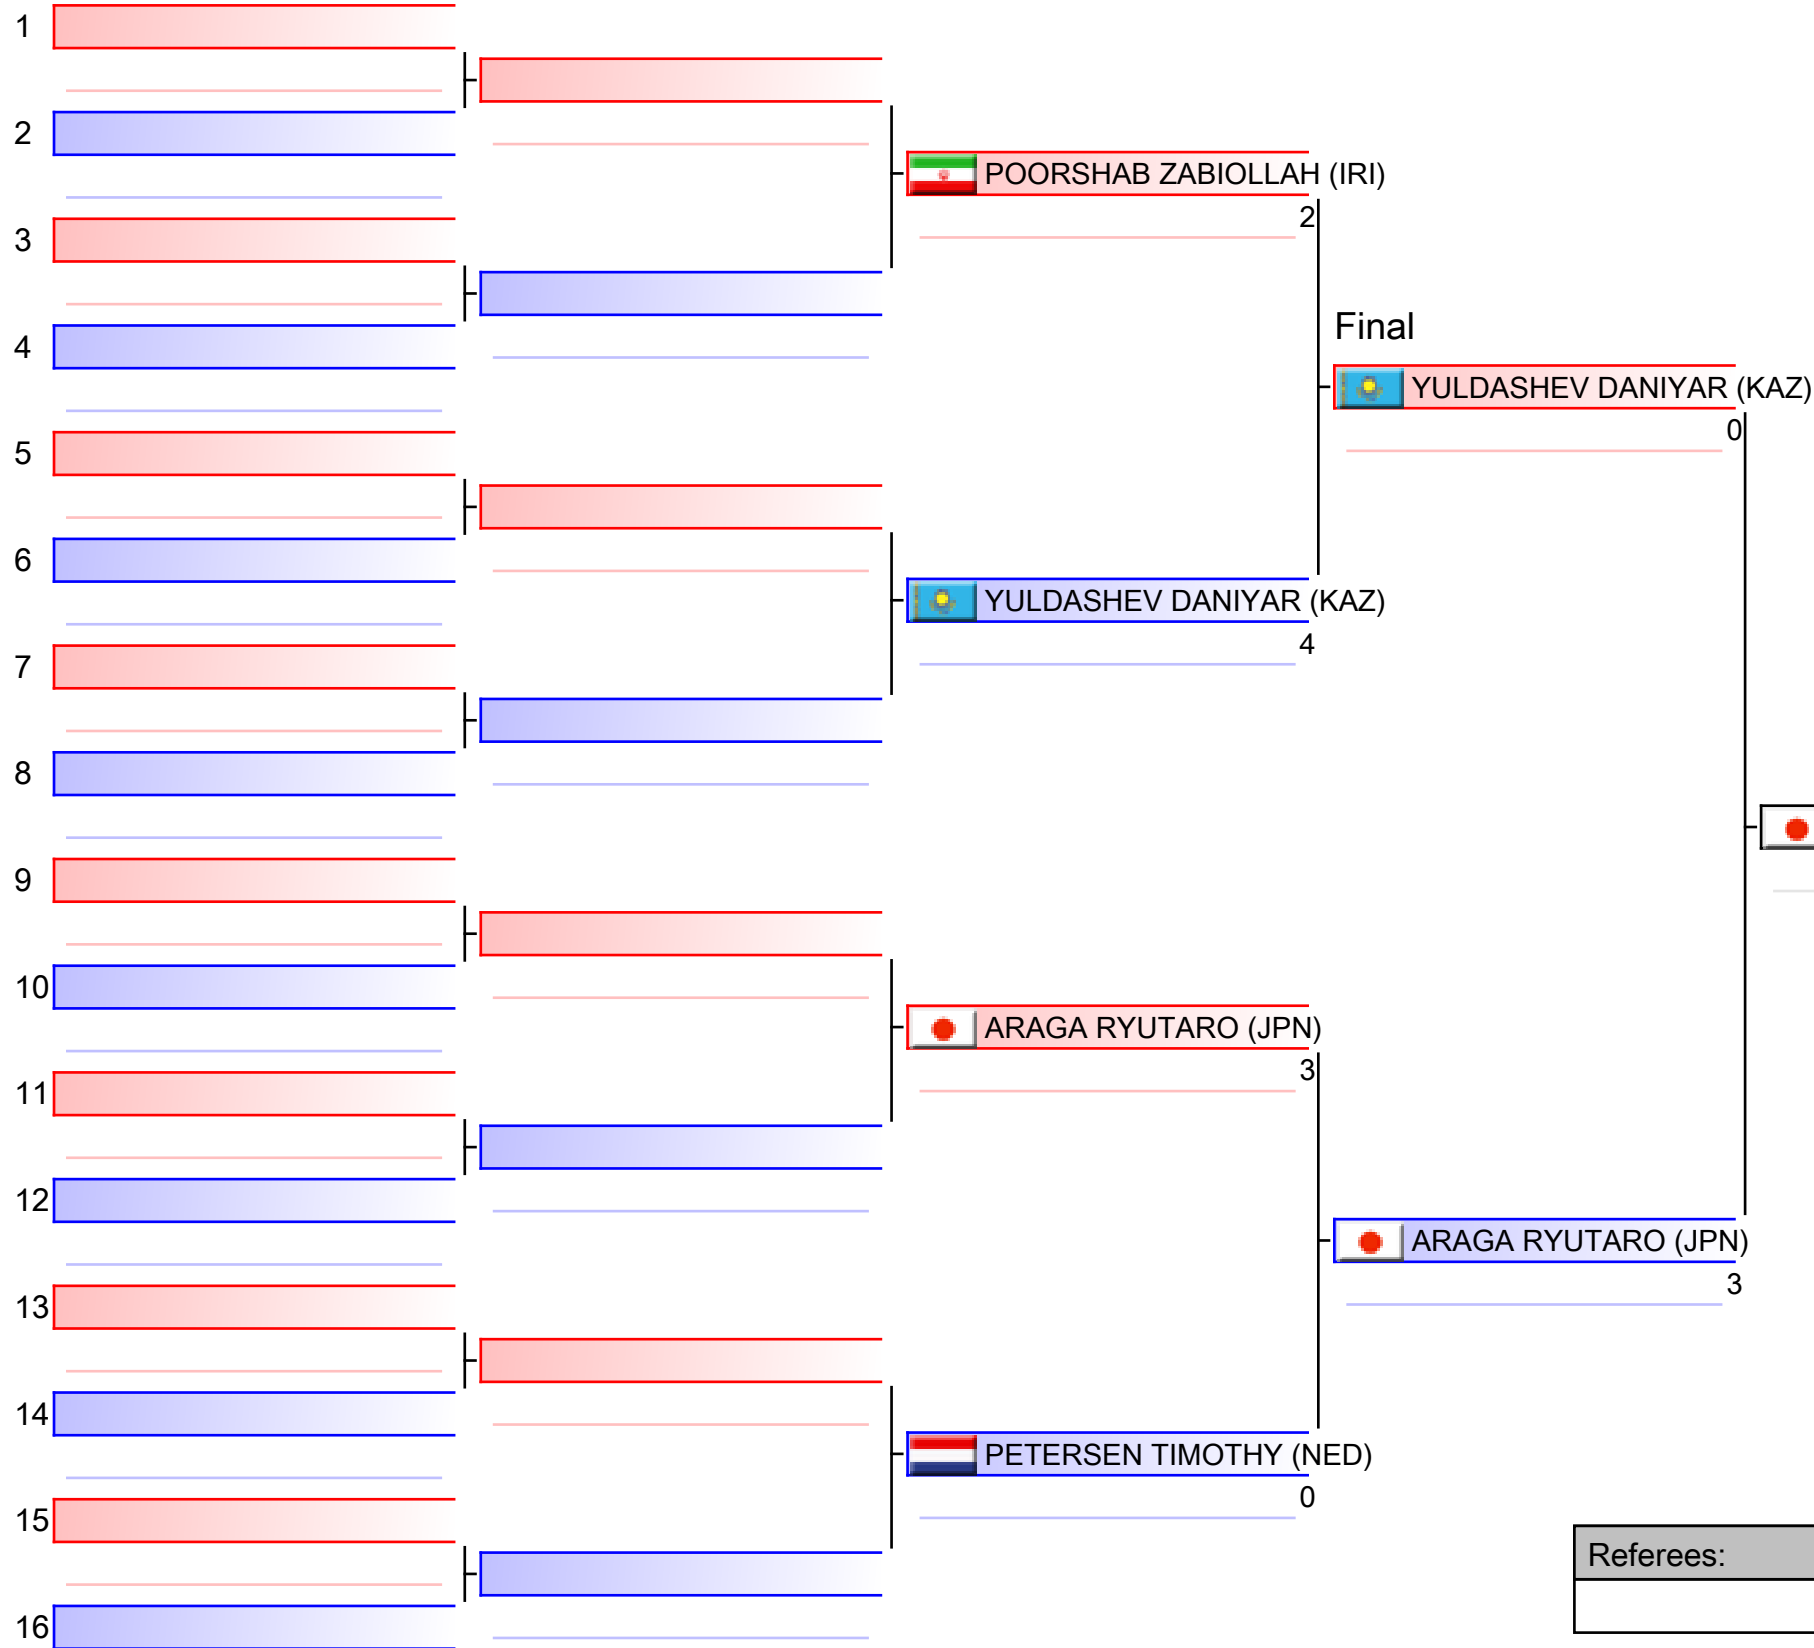 1
2
POORSHAB ZABIOLLAH (IRI)
2
3
Final
4
YULDASHEV DANIYAR (KAZ)
0
5
6
YULDASHEV DANIYAR (KAZ)
4
7
8
9
10
ARAGA RYUTARO (JPN)
3
11
12
ARAGA RYUTARO (JPN)
3
13
14
PETERSEN TIMOTHY (NED)
0
15
Referees:
16